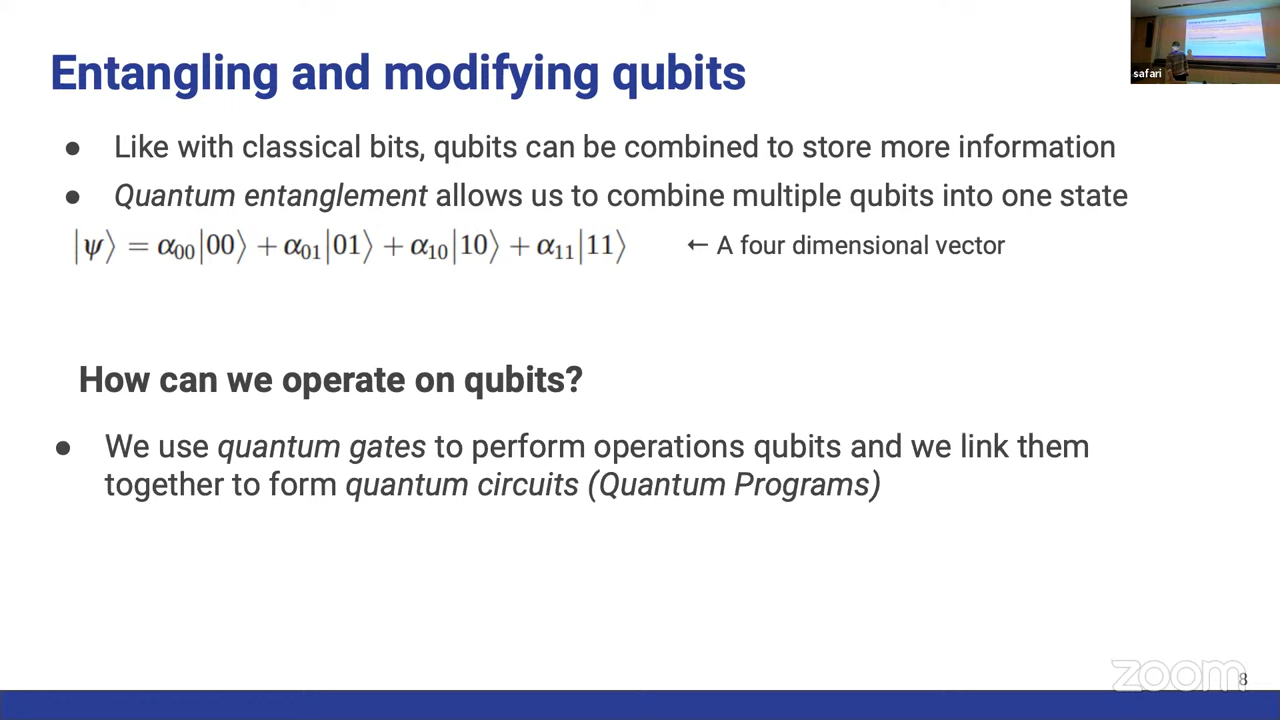 Entangling and modifying qubits
safari
● Like with classical bits, qubits can be combined to store more information
● Quantum entanglement allows us to combine multiple qubits into one state
|ψ⟩ = α₀₀|00⟩ + α₀₁|01⟩ + α₁₀|10⟩ + α₁₁|11⟩ ← A four dimensional vector
How can we operate on qubits?
● We use quantum gates to perform operations qubits and we link them
together to form quantum circuits (Quantum Programs)
zoom
8